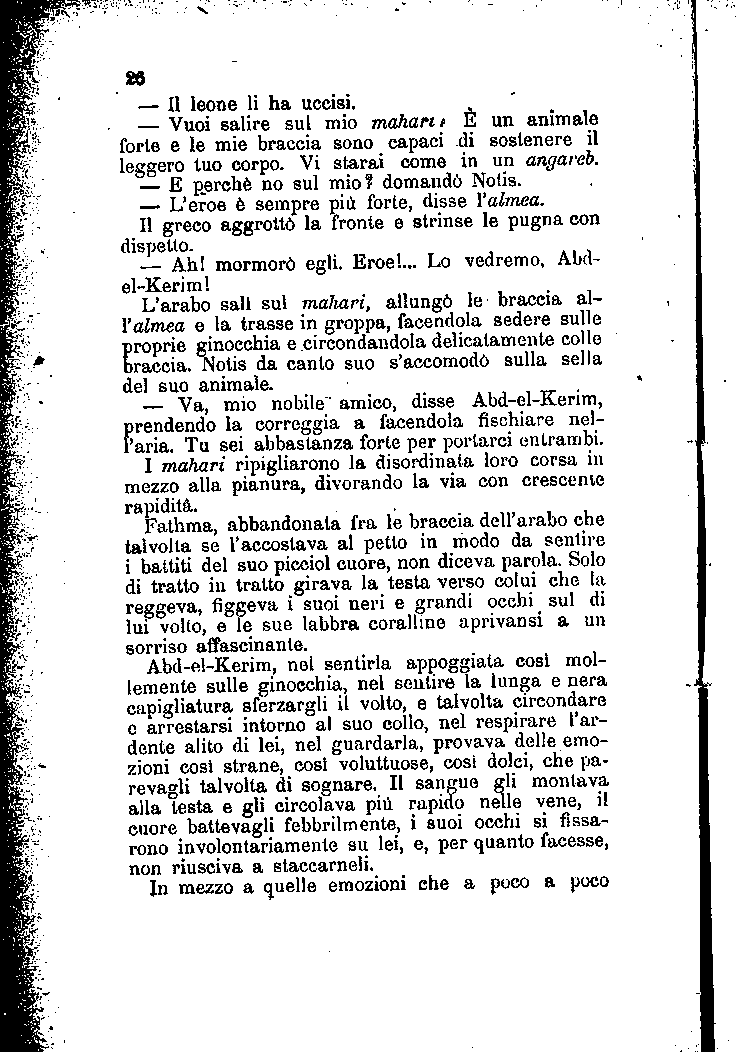 26
— Il leone li ha uccisi.
— Vuoi salire sul mio mahari? È un animale
forte e le mie braccia sono capaci di sostenere il
leggero tuo corpo. Vi starai come in un angareb.
— E perchè no sul mio? domandò Notis.
— L'eroe è sempre più forte, disse l'almea.
Il greco aggrottò la fronte e strinse le pugna con
dispetto.
— Ah! mormorò egli. Eroe!... Lo vedremo, Abd-
el-Kerim!
L'arabo salì sul mahari, allungò le braccia al-
l'almea e la trasse in groppa, facendola sedere sulle
proprie ginocchia e circondandola delicatamente colle
braccia. Notis da canto suo s'accomodò sulla sella
del suo animale.
— Va, mio nobile amico, disse Abd-el-Kerim,
prendendo la correggia a facendola fischiare nel-
l'aria. Tu sei abbastanza forte per portarci entrambi.
I mahari ripigliarono la disordinata loro corsa in
mezzo alla pianura, divorando la via con crescente
rapidità.
Fathma, abbandonata fra le braccia dell'arabo che
talvolta se l'accostava al petto in modo da sentire
i battiti del suo picciol cuore, non diceva parola. Solo
di tratto in tratto girava la testa verso colui che la
reggeva, figgeva i suoi neri e grandi occhi sul di
lui volto, e le sue labbra coralline aprivansi a un
sorriso affascinante.
Abd-el-Kerim, nel sentirla appoggiata così mol-
lemente sulle ginocchia, nel sentire la lunga e nera
capigliatura sferzargli il volto, e talvolta circondare
e arrestarsi intorno al suo collo, nel respirare l'ar-
dente alito di lei, nel guardarla, provava delle emo-
zioni così strane, così voluttuose, così dolci, che pa-
revagli talvolta di sognare. Il sangue gli montava
alla testa e gli circolava più rapido nelle vene, il
cuore battevagli febbrilmente, i suoi occhi si fissa-
rono involontariamente su lei, e, per quanto facesse,
non riusciva a staccarneli.
In mezzo a quelle emozioni che a poco a poco